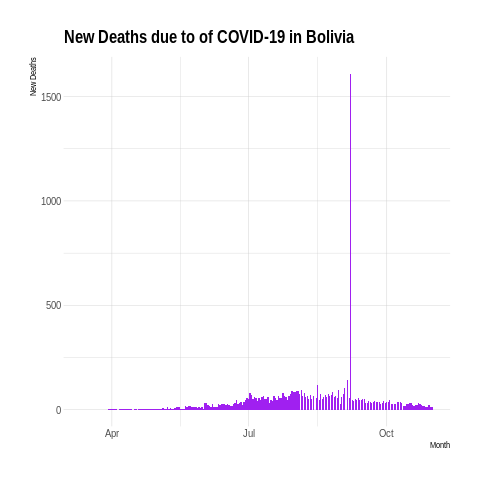 New Deaths due to of COVID-19 in Bolivia
New Deaths
1500
1000
500
0
Apr
Jul
Oct
Month